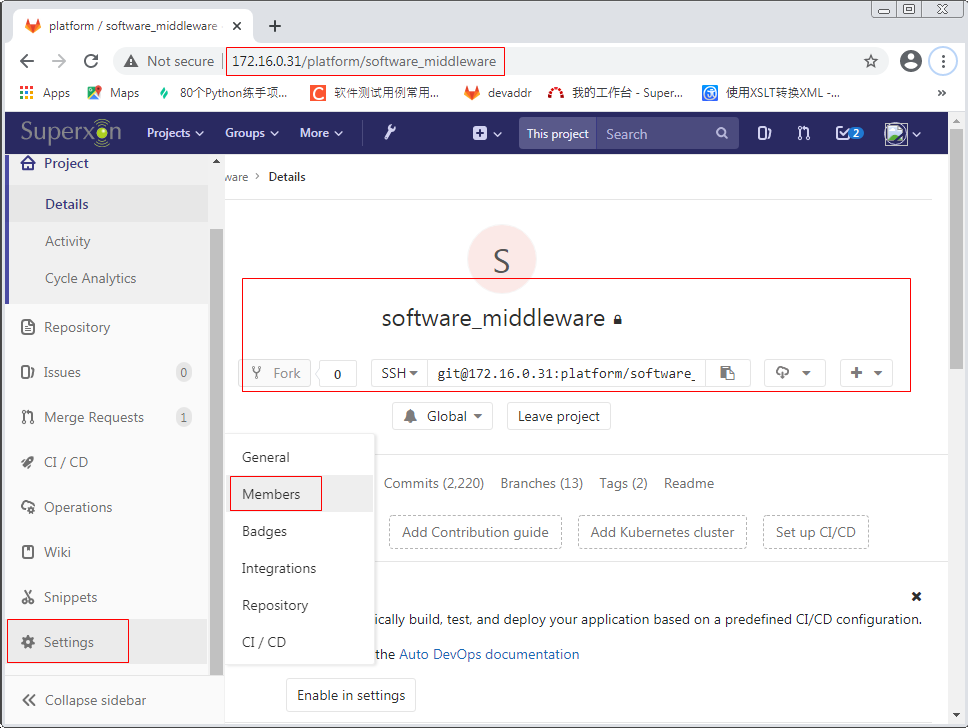 platform / software_middleware
Not secure | 172.16.0.31/platform/software_middleware
Apps Maps 80个Python练手项... 软件测试用例常用... devaddr 我的工作台 - Super... 使用XSLT转换XML -... »
Superxon Projects Groups More This project Search 2
Project
ware > Details
Details
Activity
Cycle Analytics
S
software_middleware
Repository
Issues 0
Fork 0 SSH git@172.16.0.31:platform/software_
Merge Requests 1
Global Leave project
General
CI / CD
Members
Commits (2,220) Branches (13) Tags (2) Readme
Operations
Badges
Add Contribution guide Add Kubernetes cluster Set up CI/CD
Wiki
Integrations
Snippets
Repository
ically build, test, and deploy your application based on a predefined CI/CD configuration.
Settings
CI / CD
the Auto DevOps documentation
Collapse sidebar
Enable in settings